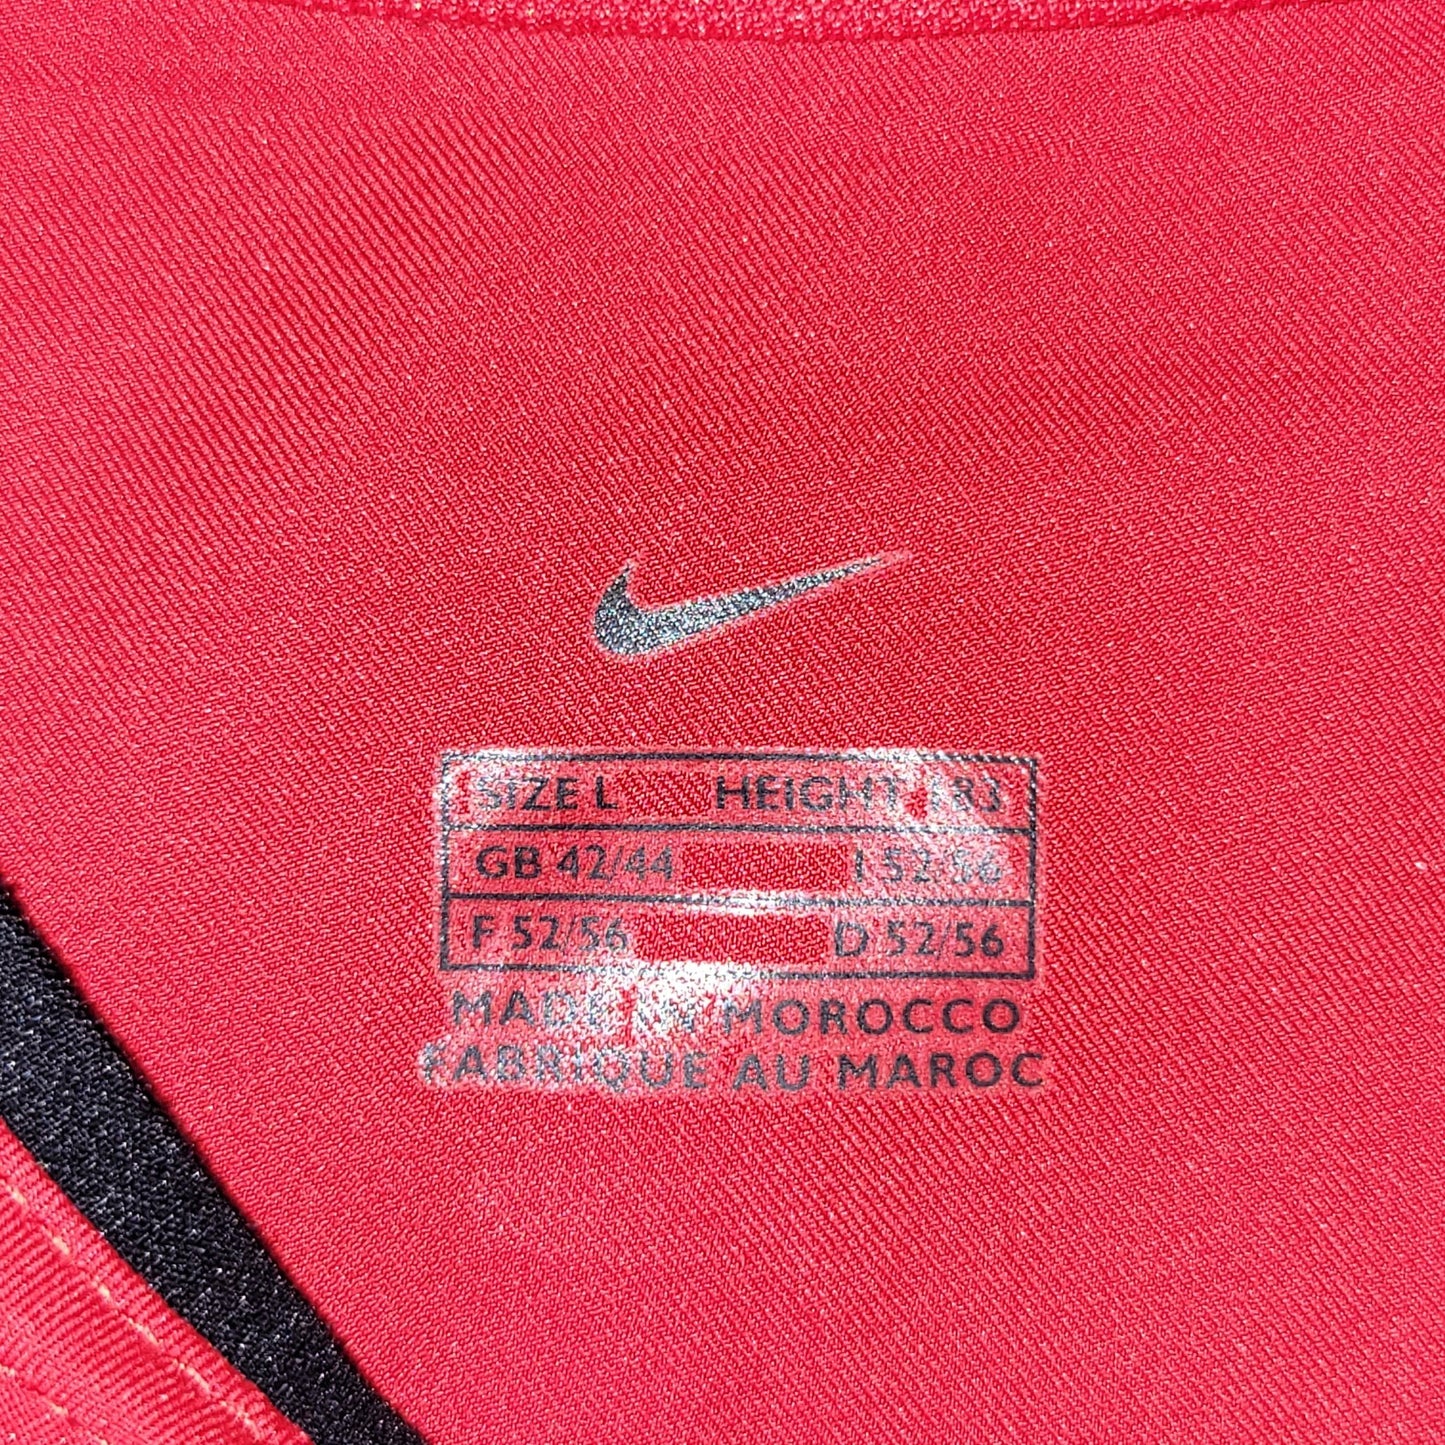 SIZE L HEIGHT 183
GB 42/44 I 52/56
F 52/56 D 52/56
MADE IN MOROCCO
FABRIQUE AU MAROC